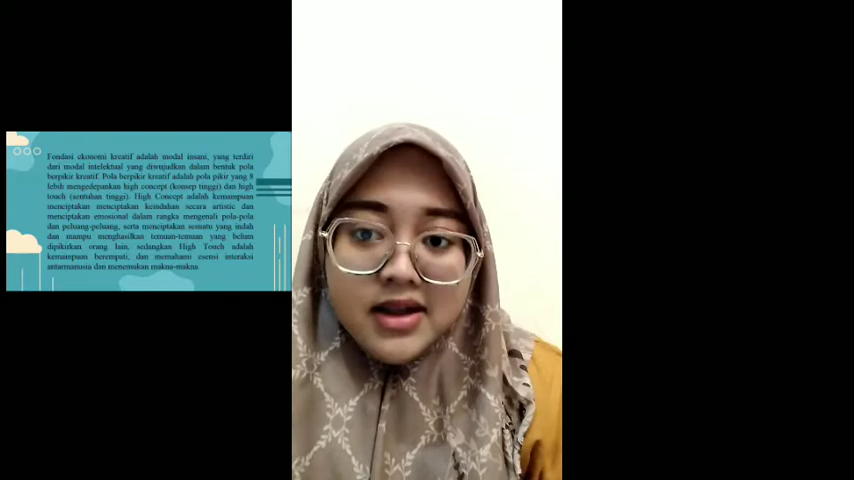 Fondasi ekonomi kreatif adalah modal insani, yang terdiri
dari modal intelektual yang diwujudkan dalam bentuk pola
berpikir kreatif. Pola berpikir kreatif adalah pola pikir yang 8
lebih mengedepankan high concept (konsep tinggi) dan high
touch (sentuhan tinggi). High Concept adalah kemampuan
menciptakan menciptakan keindahan secara artistic dan
menciptakan emosional dalam rangka mengenali pola-pola
dan peluang-peluang, serta menciptakan sesuatu yang indah
dan mampu menghasilkan temuan-temuan yang belum
dipikirkan orang lain, sedangkan High Touch adalah
kemampuan berempati, dan memahami esensi interaksi
antarmanusia dan menemukan makna-makna.